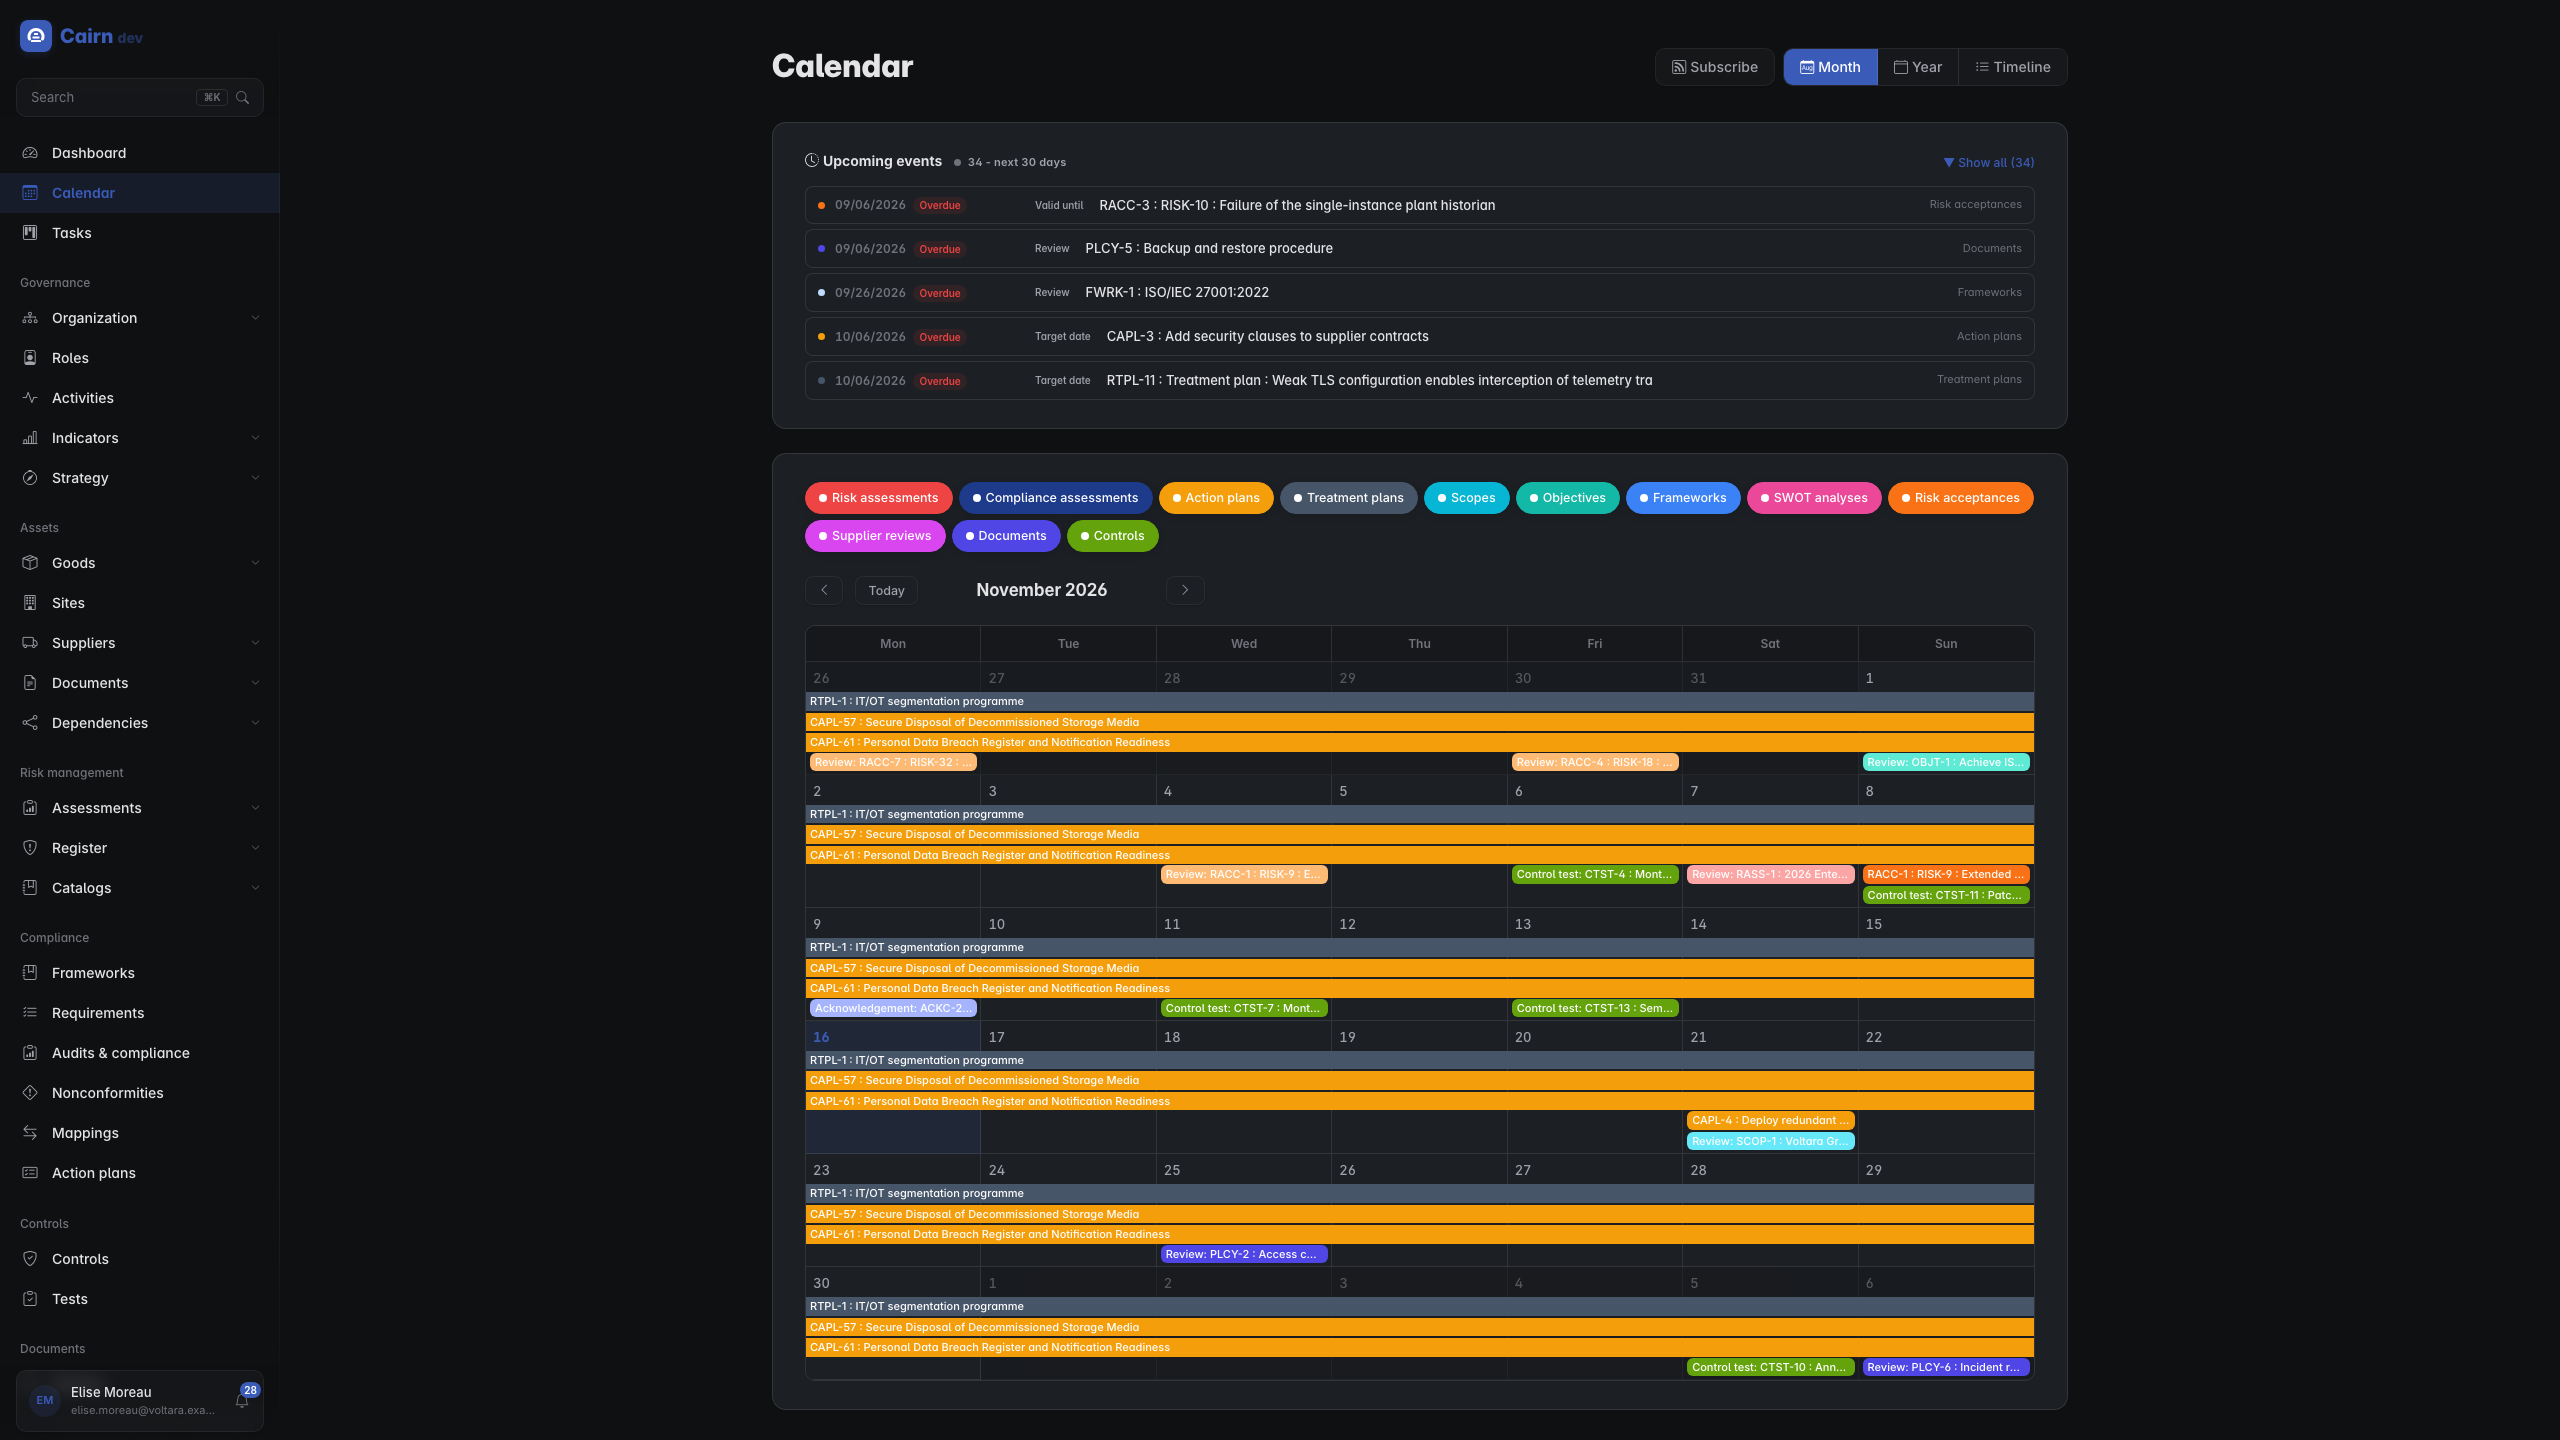 Cairn dev
Search ⌘K
Dashboard
Calendar
Tasks
Governance
Organization
Roles
Activities
Indicators
Strategy
Assets
Goods
Sites
Suppliers
Documents
Dependencies
Risk management
Assessments
Register
Catalogs
Compliance
Frameworks
Requirements
Audits & compliance
Nonconformities
Mappings
Action plans
Controls
Controls
Tests
Documents
EM Elise Moreau 28
elise.moreau@voltara.exa...
Calendar
Subscribe Month Year Timeline
Upcoming events 34 - next 30 days ▼ Show all (34)
09/06/2026 Overdue Valid until RACC-3 : RISK-10 : Failure of the single-instance plant historian Risk acceptances
09/06/2026 Overdue Review PLCY-5 : Backup and restore procedure Documents
09/26/2026 Overdue Review FWRK-1 : ISO/IEC 27001:2022 Frameworks
10/06/2026 Overdue Target date CAPL-3 : Add security clauses to supplier contracts Action plans
10/06/2026 Overdue Target date RTPL-11 : Treatment plan : Weak TLS configuration enables interception of telemetry tra Treatment plans
Risk assessments Compliance assessments Action plans Treatment plans Scopes Objectives Frameworks SWOT analyses Risk acceptances
Supplier reviews Documents Controls
Today November 2026
Mon Tue Wed Thu Fri Sat Sun
26 27 28 29 30 31 1
RTPL-1 : IT/OT segmentation programme
CAPL-57 : Secure Disposal of Decommissioned Storage Media
CAPL-61 : Personal Data Breach Register and Notification Readiness
Review: RACC-7 : RISK-32 : ... Review: RACC-4 : RISK-18 : ... Review: OBJT-1 : Achieve IS...
2 3 4 5 6 7 8
RTPL-1 : IT/OT segmentation programme
CAPL-57 : Secure Disposal of Decommissioned Storage Media
CAPL-61 : Personal Data Breach Register and Notification Readiness
Review: RACC-1 : RISK-9 : E... Control test: CTST-4 : Mont... Review: RASS-1 : 2026 Ente... RACC-1 : RISK-9 : Extended ...
Control test: CTST-11 : Patc...
9 10 11 12 13 14 15
RTPL-1 : IT/OT segmentation programme
CAPL-57 : Secure Disposal of Decommissioned Storage Media
CAPL-61 : Personal Data Breach Register and Notification Readiness
Acknowledgement: ACKC-2... Control test: CTST-7 : Mont... Control test: CTST-13 : Sem...
16 17 18 19 20 21 22
RTPL-1 : IT/OT segmentation programme
CAPL-57 : Secure Disposal of Decommissioned Storage Media
CAPL-61 : Personal Data Breach Register and Notification Readiness
CAPL-4 : Deploy redundant ...
Review: SCOP-1 : Voltara Gr...
23 24 25 26 27 28 29
RTPL-1 : IT/OT segmentation programme
CAPL-57 : Secure Disposal of Decommissioned Storage Media
CAPL-61 : Personal Data Breach Register and Notification Readiness
Review: PLCY-2 : Access c...
30 1 2 3 4 5 6
RTPL-1 : IT/OT segmentation programme
CAPL-57 : Secure Disposal of Decommissioned Storage Media
CAPL-61 : Personal Data Breach Register and Notification Readiness
Control test: CTST-10 : Ann... Review: PLCY-6 : Incident r...